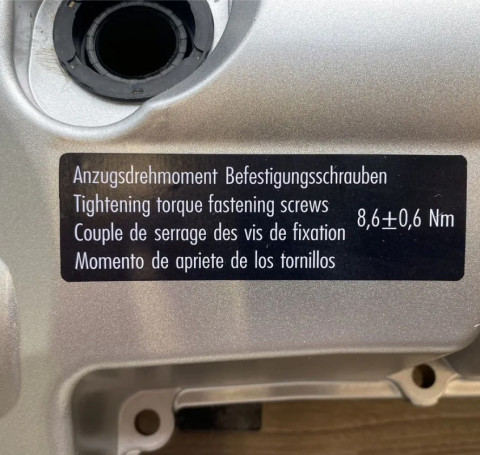 Anzugsdrehmoment Befestigungsschrauben
Tightening torque fastening screws
Couple de serrage des vis de fixation
Momento de apriete de los tornillos
8,6±0,6 Nm